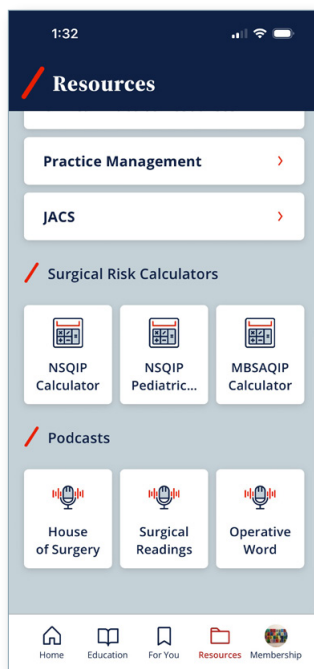 1:32
Resources
Practice Management
JACS
Surgical Risk Calculators
NSQIP
Calculator
NSQIP
Pediatric...
MBSAQIP
Calculator
Podcasts
House
of Surgery
Surgical
Readings
Operative
Word
Home
Education
For You
Resources
Membership